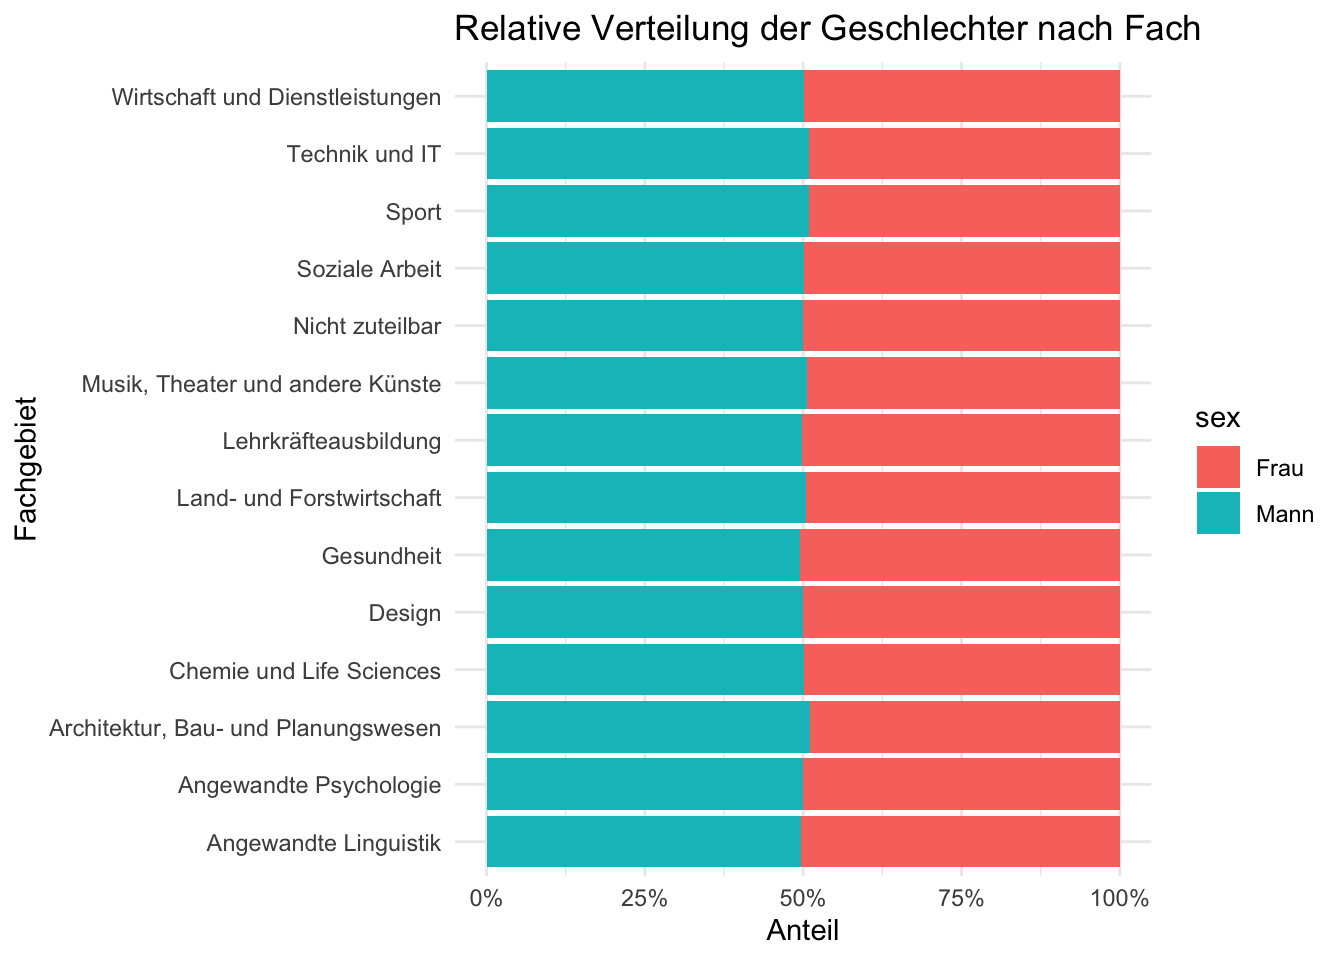 Relative Verteilung der Geschlechter nach Fach
Fachgebiet
Wirtschaft und Dienstleistungen
Technik und IT
Sport
Soziale Arbeit
Nicht zuteilbar
Musik, Theater und andere Künste
Lehrkräfteausbildung
Land- und Forstwirtschaft
Gesundheit
Design
Chemie und Life Sciences
Architektur, Bau- und Planungswesen
Angewandte Psychologie
Angewandte Linguistik
0% 25% 50% 75% 100%
Anteil
sex
Frau
Mann